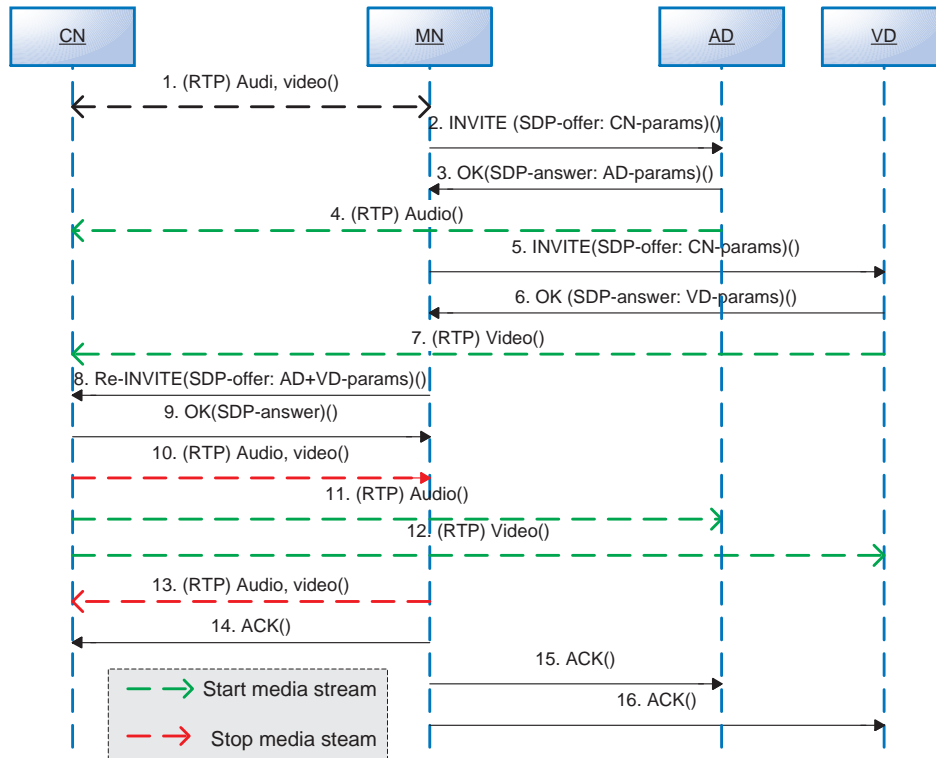 CN
MN
AD
VD
1. (RTP) Audi, video()
2. INVITE (SDP-offer: CN-params)()
3. OK(SDP-answer: AD-params)()
4. (RTP) Audio()
5. INVITE(SDP-offer: CN-params)()
6. OK (SDP-answer: VD-params)()
7. (RTP) Video()
8. Re-INVITE(SDP-offer: AD+VD-params)()
9. OK(SDP-answer)()
10. (RTP) Audio, video()
11. (RTP) Audio()
12. (RTP) Video()
13. (RTP) Audio, video()
14. ACK()
15. ACK()
16. ACK()
Start media stream
Stop media steam